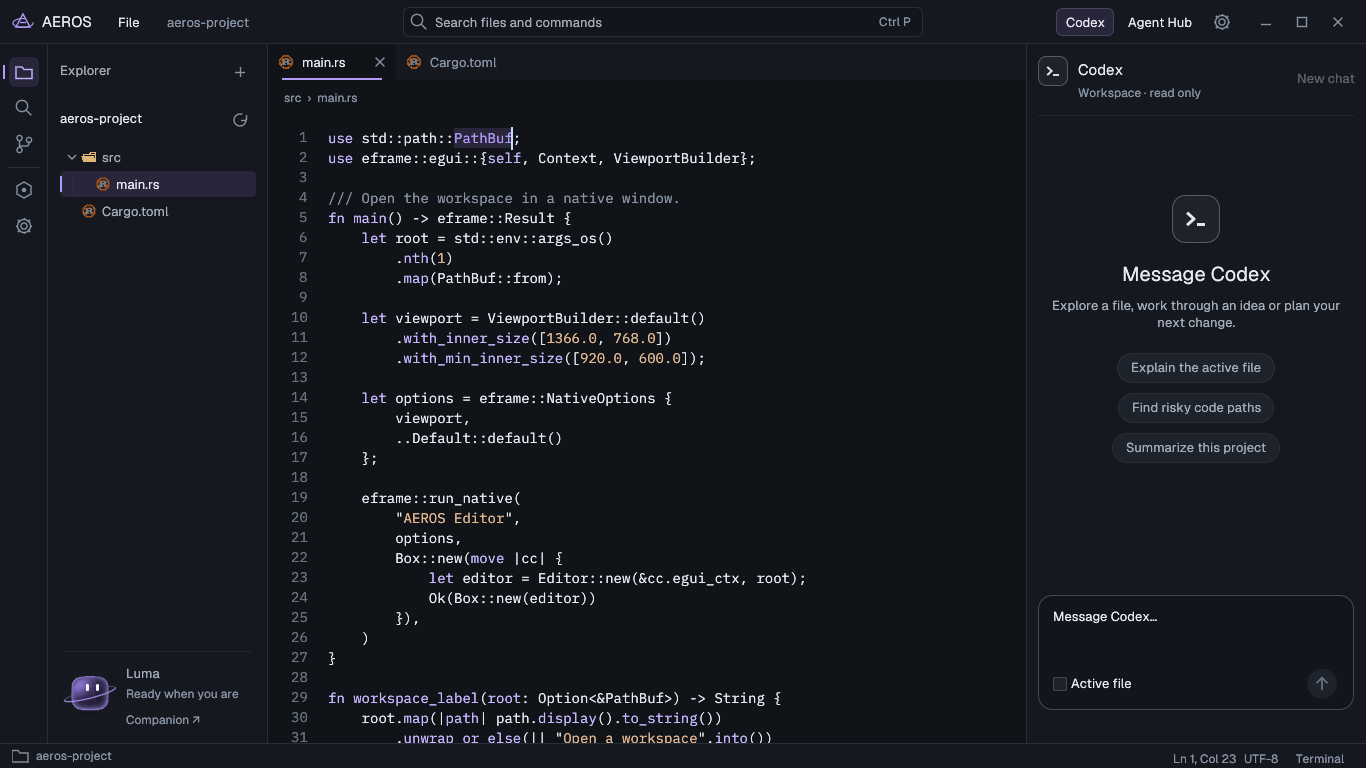 AEROS File aeros-project Search files and commands Ctrl P Codex Agent Hub
Explorer
aeros-project
src
main.rs
Cargo.toml
Luma
Ready when you are
Companion ↗
main.rs Cargo.toml
src › main.rs
1 use std::path::PathBuf;
2 use eframe::egui::{self, Context, ViewportBuilder};
3
4 /// Open the workspace in a native window.
5 fn main() -> eframe::Result {
6     let root = std::env::args_os()
7         .nth(1)
8         .map(PathBuf::from);
9
10     let viewport = ViewportBuilder::default()
11         .with_inner_size([1366.0, 768.0])
12         .with_min_inner_size([920.0, 600.0]);
13
14     let options = eframe::NativeOptions {
15         viewport,
16         ..Default::default()
17     };
18
19     eframe::run_native(
20         "AEROS Editor",
21         options,
22         Box::new(move |cc| {
23             let editor = Editor::new(&cc.egui_ctx, root);
24             Ok(Box::new(editor))
25         }),
26     )
27 }
28
29 fn workspace_label(root: Option<&PathBuf>) -> String {
30     root.map(|path| path.display().to_string())
31         .unwrap_or_else(|| "Open a workspace".into())
Codex
Workspace · read only
New chat
Message Codex
Explore a file, work through an idea or plan your
next change.
Explain the active file
Find risky code paths
Summarize this project
Message Codex…
Active file
aeros-project Ln 1, Col 23 UTF-8 Terminal